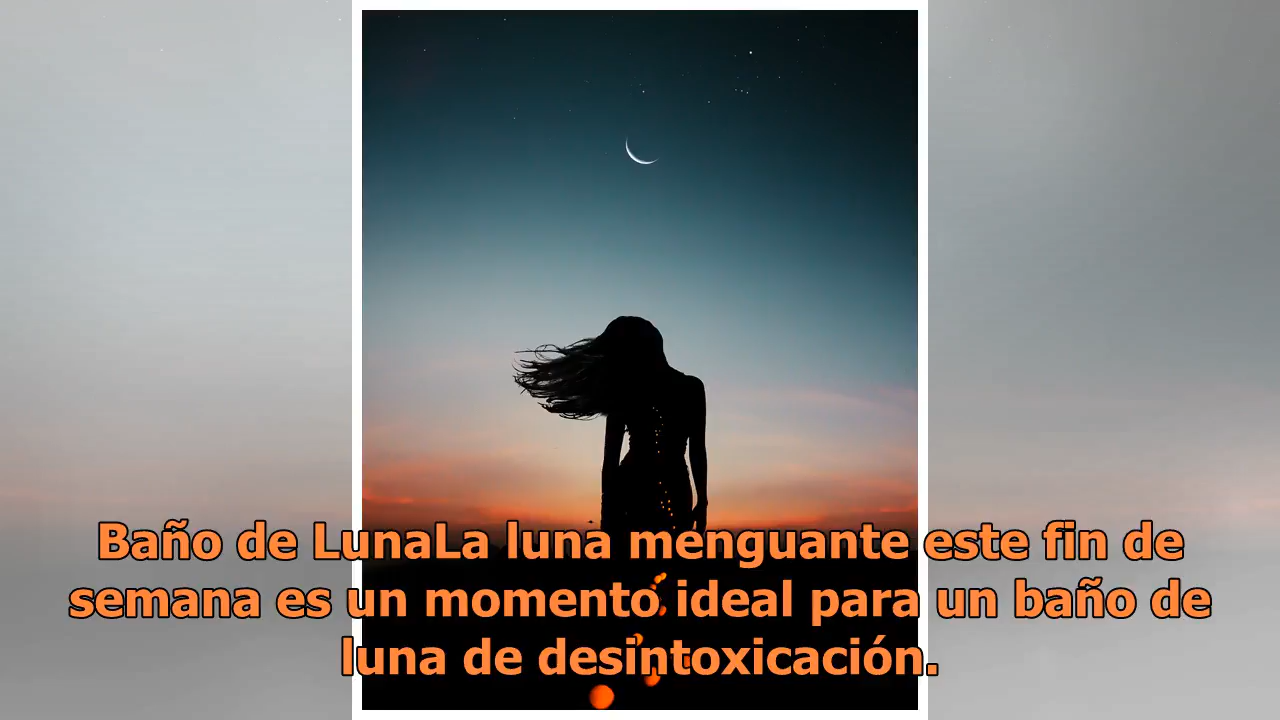 Baño de LunaLa luna menguante este fin de
semana es un momento ideal para un baño de
luna de desintoxicación.